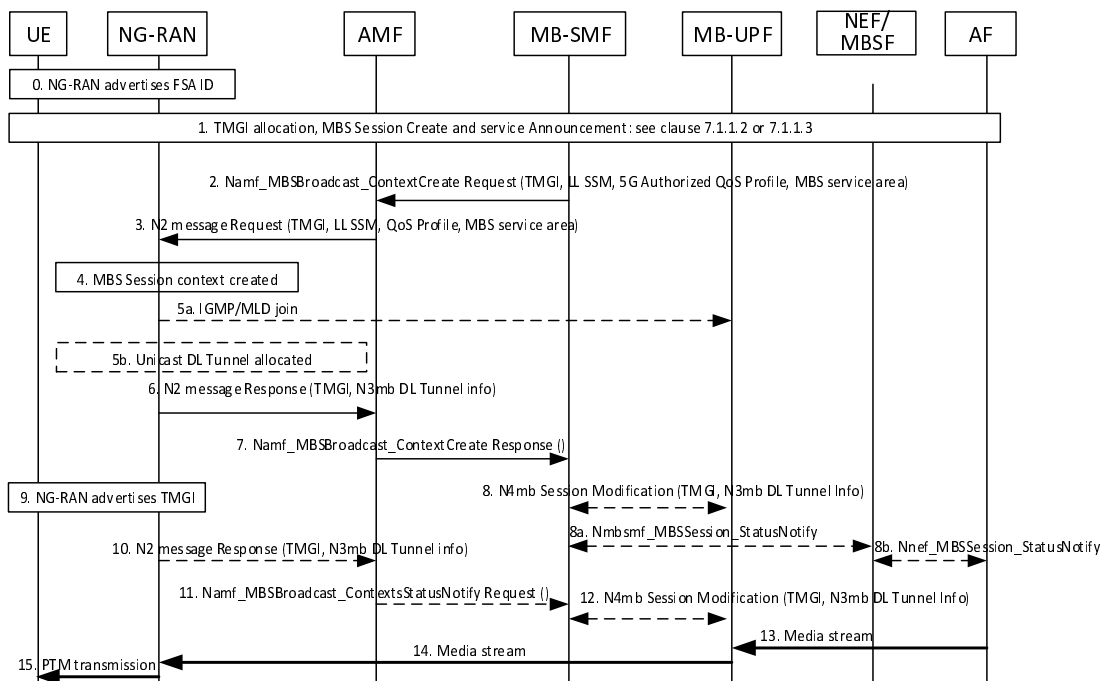 UE
NG-RAN
AMF
MB-SMF
MB-UPF
NEF/
MBSF
AF
0. NG-RAN advertises FSA ID
1. TMGI allocation, MBS Session Create and service Announcement: see clause 7.1.1.2 or 7.1.1.3
2. Namf_MBSBroadcast_ContextCreate Request (TMGI, LL SSM, 5G Authorized QoS Profile, MBS service area)
3. N2 message Request (TMGI, LL SSM, QoS Profile, MBS service area)
4. MBS Session context created
5a. IGMP/MLD join
5b. Unicast DL Tunnel allocated
6. N2 message Response (TMGI, N3mb DL Tunnel info)
7. Namf_MBSBroadcast_ContextCreate Response ()
8. N4mb Session Modification (TMGI, N3mb DL Tunnel Info)
9. NG-RAN advertises TMGI
8a. Nmbsmf_MBSSession_StatusNotify
8b. Nnef_MBSSession_StatusNotify
10. N2 message Response (TMGI, N3mb DL Tunnel info)
11. Namf_MBSBroadcast_ContextsStatusNotify Request ()
12. N4mb Session Modification (TMGI, N3mb DL Tunnel Info)
13. Media stream
14. Media stream
15. PTM transmission